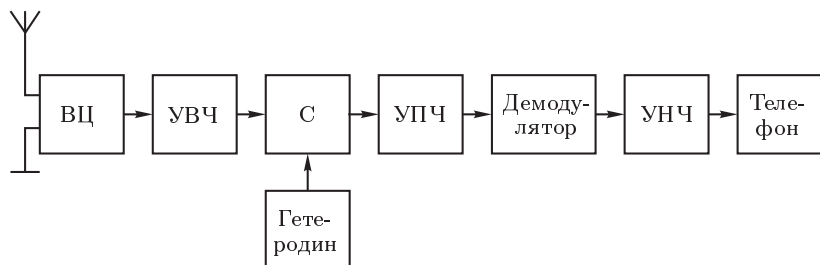 ВЦ
УВЧ
С
УПЧ
Демоду-
лятор
УНЧ
Теле-
фон
Гете-
родин